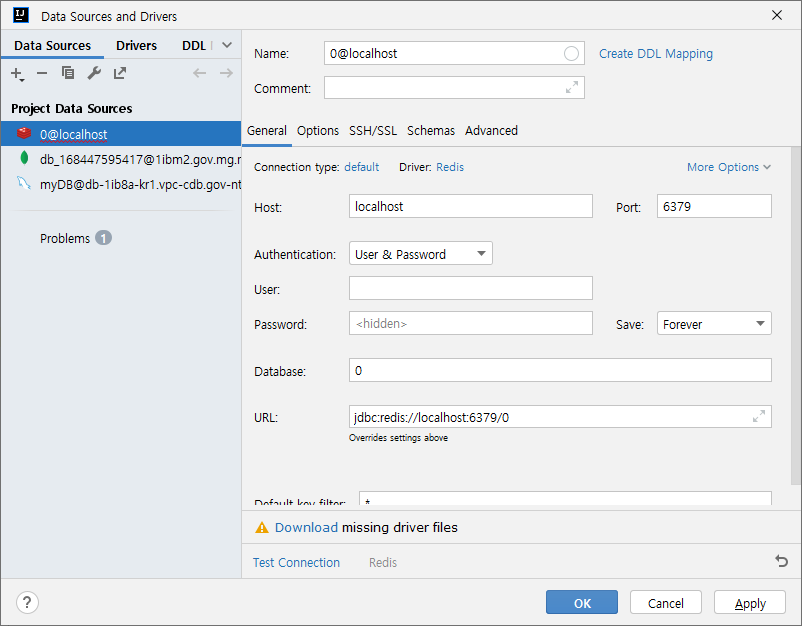 IJ Data Sources and Drivers
Data Sources Drivers DDL
Project Data Sources
0@localhost
db_168447595417@1ibm2.gov.mg.r
myDB@db-1ib8a-kr1.vpc-cdb.gov-nt
Problems 1
Name: 0@localhost Create DDL Mapping
Comment:
General Options SSH/SSL Schemas Advanced
Connection type: default Driver: Redis More Options
Host: localhost Port: 6379
Authentication: User & Password
User:
Password: <hidden> Save: Forever
Database: 0
URL: jdbc:redis://localhost:6379/0
Overrides settings above
Default key filter: *
Download missing driver files
Test Connection Redis
? OK Cancel Apply